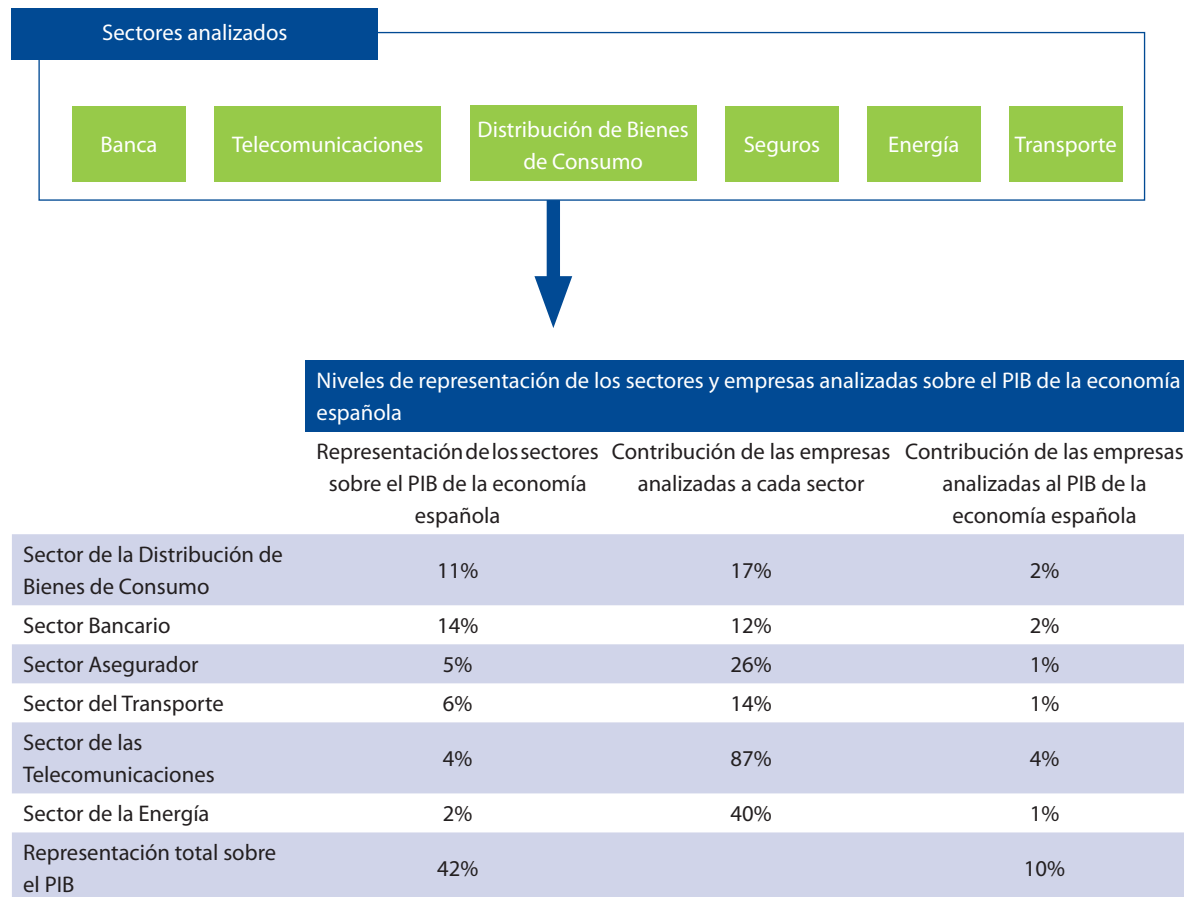 Sectores analizados
Banca
Telecomunicaciones
Distribución de Bienes
de Consumo
Seguros
Energía
Transporte
Niveles de representación de los sectores y empresas analizadas sobre el PIB de la economía
española
Representación de los sectores
sobre el PIB de la economía
española
Contribución de las empresas
analizadas a cada sector
Contribución de las empresas
analizadas al PIB de la
economía española
Sector de la Distribución de
Bienes de Consumo
11%
17%
2%
Sector Bancario
14%
12%
2%
Sector Asegurador
5%
26%
1%
Sector del Transporte
6%
14%
1%
Sector de las
Telecomunicaciones
4%
87%
4%
Sector de la Energía
2%
40%
1%
Representación total sobre
el PIB
42%
10%